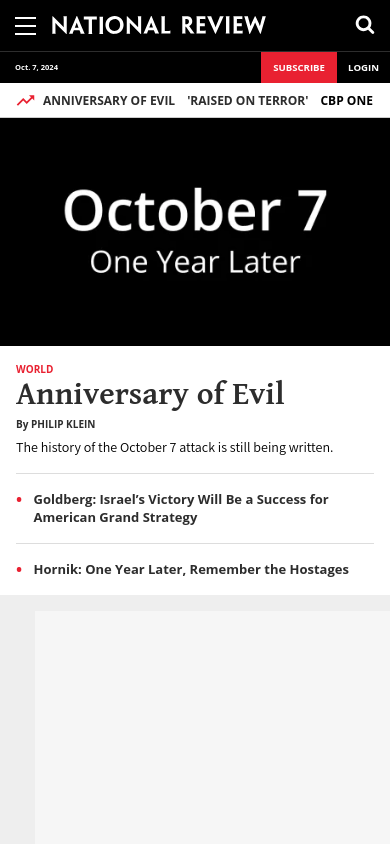 NATIONAL REVIEW
Oct. 7, 2024
SUBSCRIBE
LOGIN
ANNIVERSARY OF EVIL
'RAISED ON TERROR'
CBP ONE
October 7
One Year Later
WORLD
Anniversary of Evil
By PHILIP KLEIN
The history of the October 7 attack is still being written.
Goldberg: Israel’s Victory Will Be a Success for
American Grand Strategy
Hornik: One Year Later, Remember the Hostages